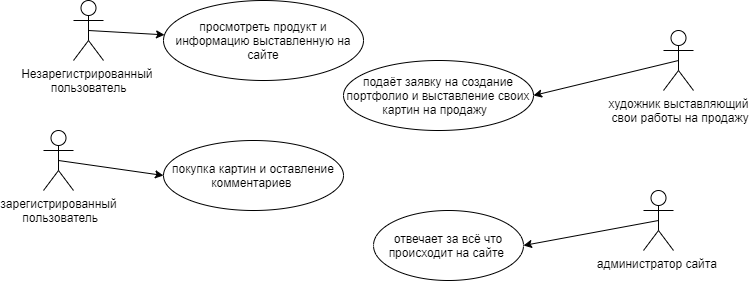 просмотреть продукт и
информацию выставленную на
сайте
Незарегистрированный
пользователь
подаёт заявку на создание
портфолио и выставление своих
картин на продажу
художник выставляющий
свои работы на продажу
покупка картин и оставление
комментариев
зарегистрированный
пользователь
отвечает за всё что
происходит на сайте
администратор сайта